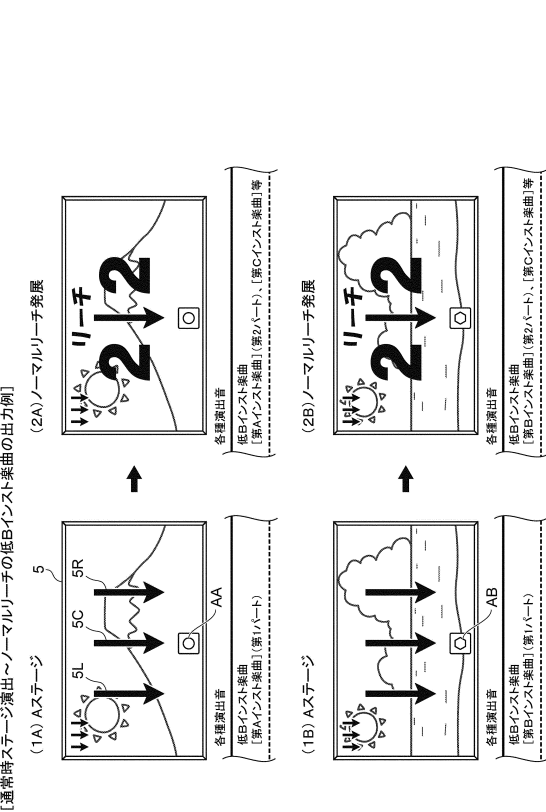 ［通常時ステージ演出～ノーマルリーチの低Bインスト楽曲の出力例］
(1A) Aステージ
5
5L
5C
5R
AA
各種演出音
低Bインスト楽曲
［第Aインスト楽曲］(第1パート)
(2A)ノーマルリーチ発展
リーチ
2 2
各種演出音
低Bインスト楽曲
［第Aインスト楽曲］(第2パート)、［第Cインスト楽曲］等
(1B) Aステージ
AB
各種演出音
低Bインスト楽曲
［第Bインスト楽曲］(第1パート)
(2B)ノーマルリーチ発展
リーチ
2 2
各種演出音
低Bインスト楽曲
［第Bインスト楽曲］(第2パート)、［第Cインスト楽曲］等